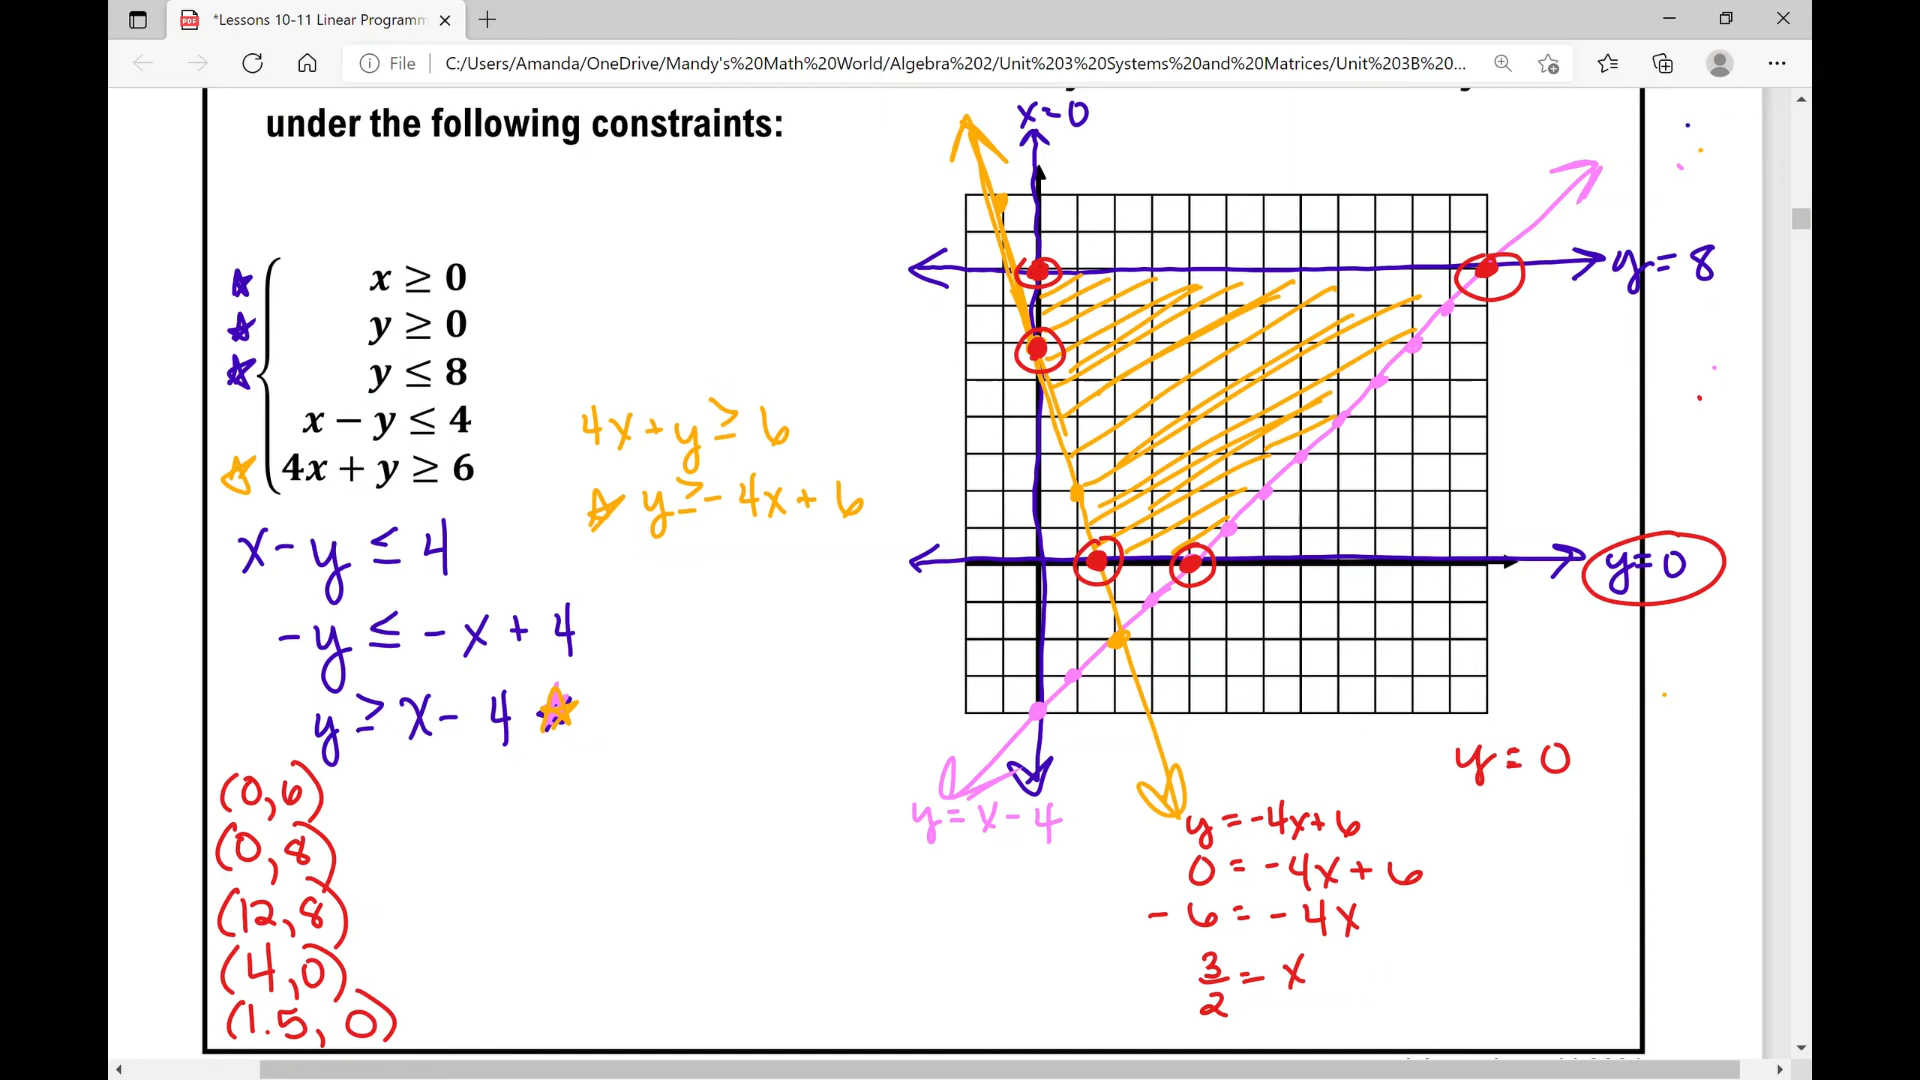 *Lessons 10-11 Linear Programm
File
C:/Users/Amanda/OneDrive/Mandy's%20Math%20World/Algebra%202/Unit%203%20Systems%20and%20Matrices/Unit%203B%20...
under the following constraints:
x ≥ 0
y ≥ 0
y ≤ 8
x − y ≤ 4
4x + y ≥ 6
4x + y ≥ 6
y ≥ - 4x + 6
x - y ≤ 4
- y ≤ - x + 4
y ≥ x - 4
(0,6)
(0,8)
(12,8)
(4,0)
(1.5, 0)
x = 0
y = 8
y = 0
y = x - 4
y = 0
y = -4x + 6
0 = -4x + 6
- 6 = - 4x
3/2 = x